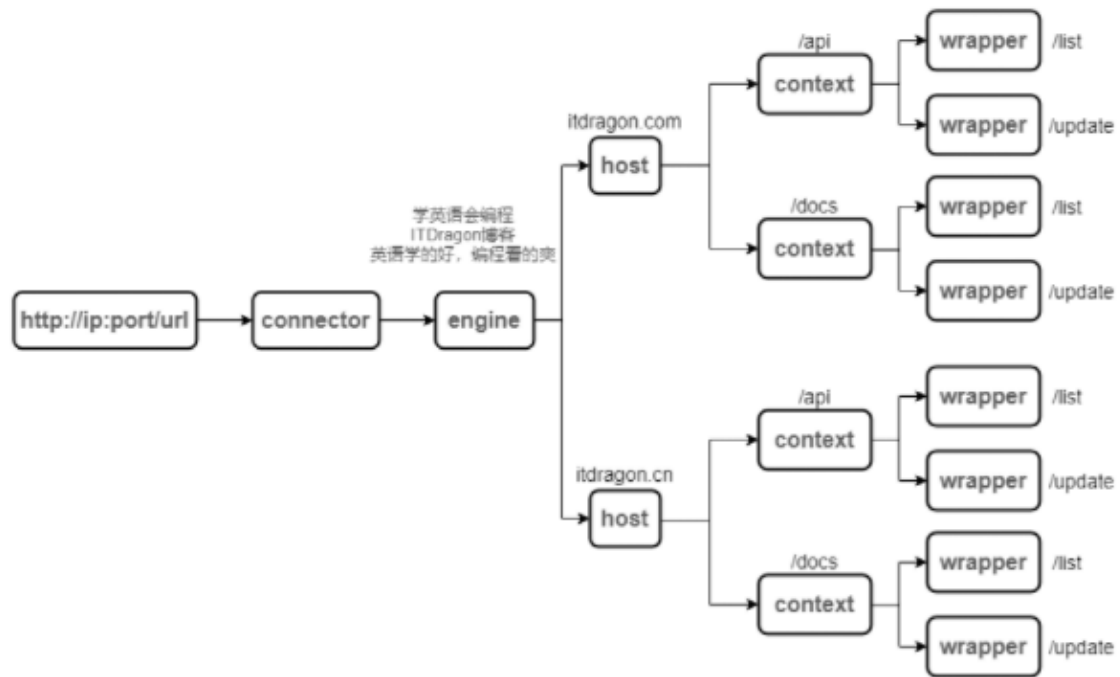 /api
wrapper /list
context
itdragon.com
wrapper /update
host
学英语会编程
ITDragon博客
英语学的好，编程看的爽
/docs
wrapper /list
context
wrapper /update
http://ip:port/url
connector
engine
/api
wrapper /list
context
itdragon.cn
wrapper /update
host
/docs
wrapper /list
context
wrapper /update